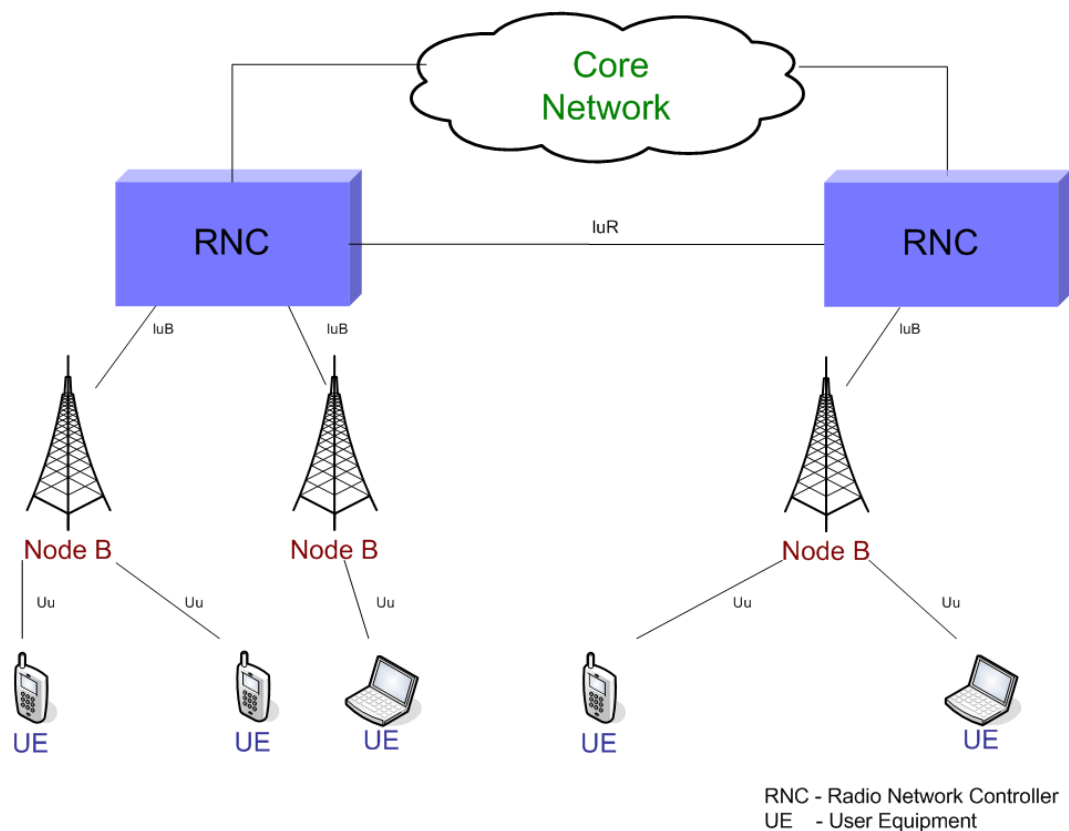 Core
Network
RNC
IuR
RNC
IuB
IuB
IuB
Node B
Node B
Node B
Uu
Uu
Uu
Uu
Uu
UE
UE
UE
UE
UE
RNC - Radio Network Controller
UE - User Equipment